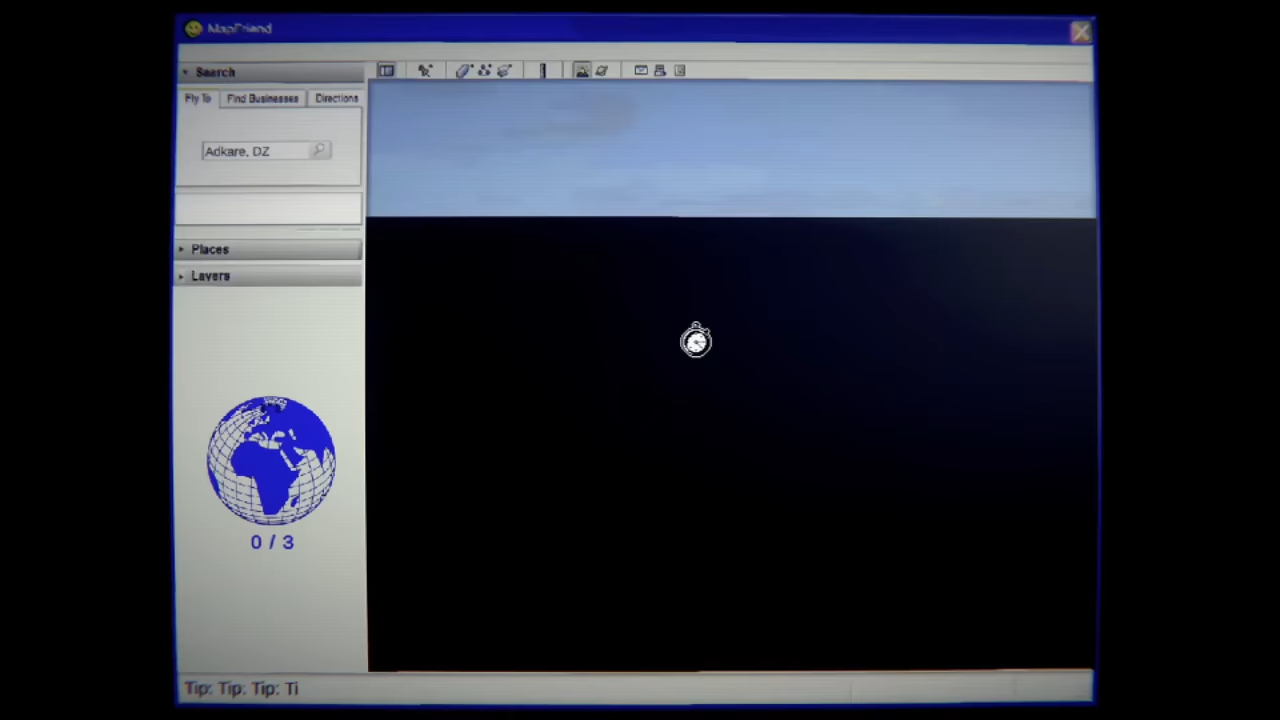 MapFriend
Search
Fly To
Find Businesses
Directions
Adkare, DZ
Places
Layers
0 / 3
Tip: Tip: Tip: Ti